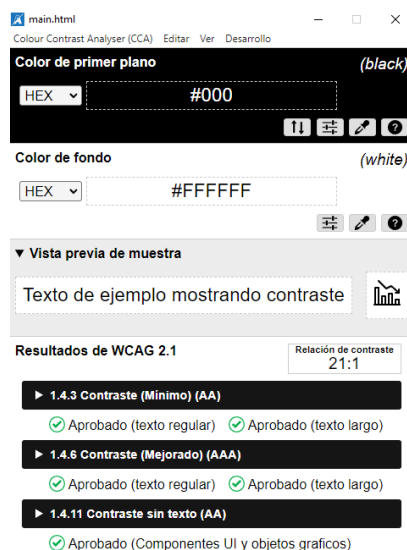 main.html
Colour Contrast Analyser (CCA) Editar Ver Desarrollo
Color de primer plano (black)
HEX #000
Color de fondo (white)
HEX #FFFFFF
▼ Vista previa de muestra
Texto de ejemplo mostrando contraste
Resultados de WCAG 2.1
Relación de contraste
21:1
▶ 1.4.3 Contraste (Mínimo) (AA)
Aprobado (texto regular) Aprobado (texto largo)
▶ 1.4.6 Contraste (Mejorado) (AAA)
Aprobado (texto regular) Aprobado (texto largo)
▶ 1.4.11 Contraste sin texto (AA)
Aprobado (Componentes UI y objetos graficos)